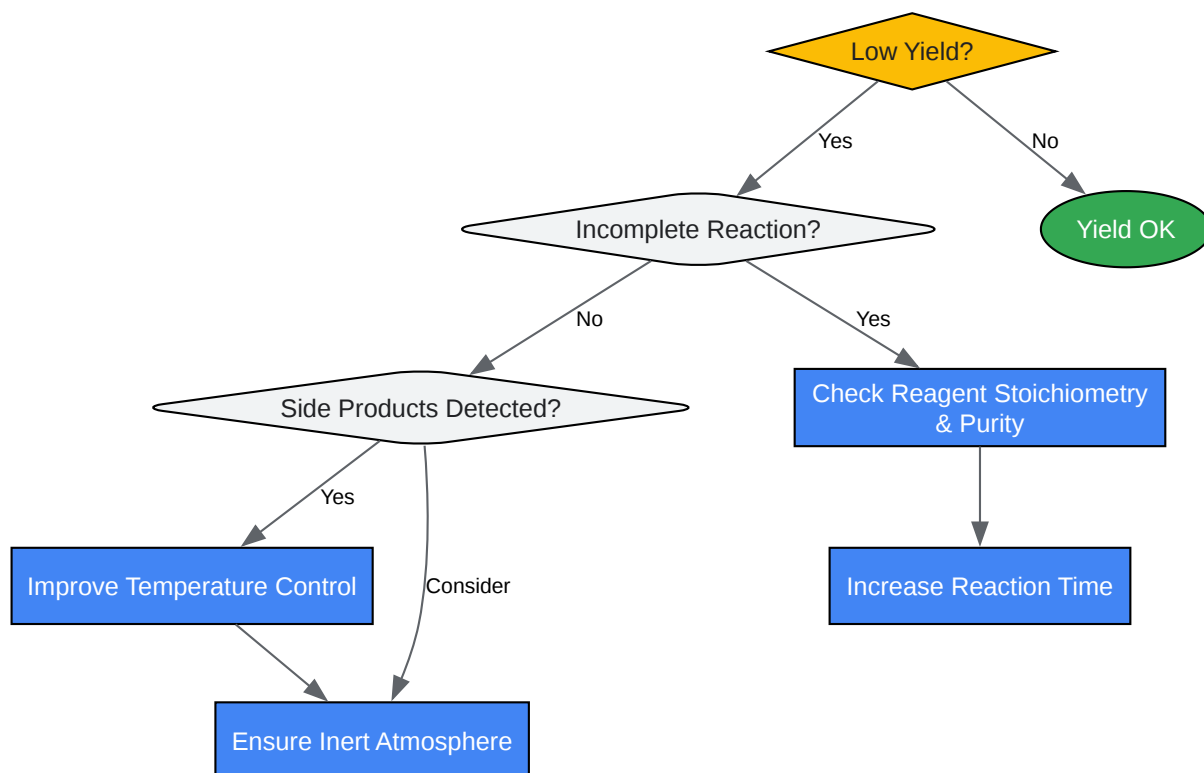 Low Yield?
Yes
No
Incomplete Reaction?
Yield OK
No
Yes
Side Products Detected?
Check Reagent Stoichiometry
& Purity
Yes
Improve Temperature Control
Consider
Increase Reaction Time
Ensure Inert Atmosphere